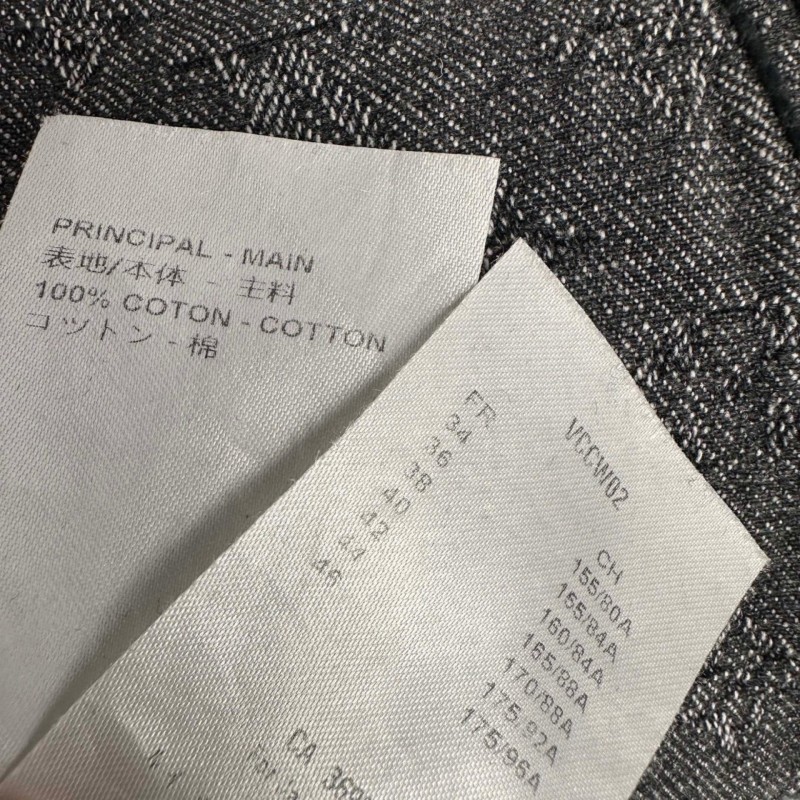 PRINCIPAL - MAIN
表地/本体 - 主料
100% COTON - COTTON
コットン - 棉
VCCW02
FR CH
34 155/80A
36 155/84A
38 160/84A
40 165/88A
42 170/88A
44 175/92A
46 175/96A
CA